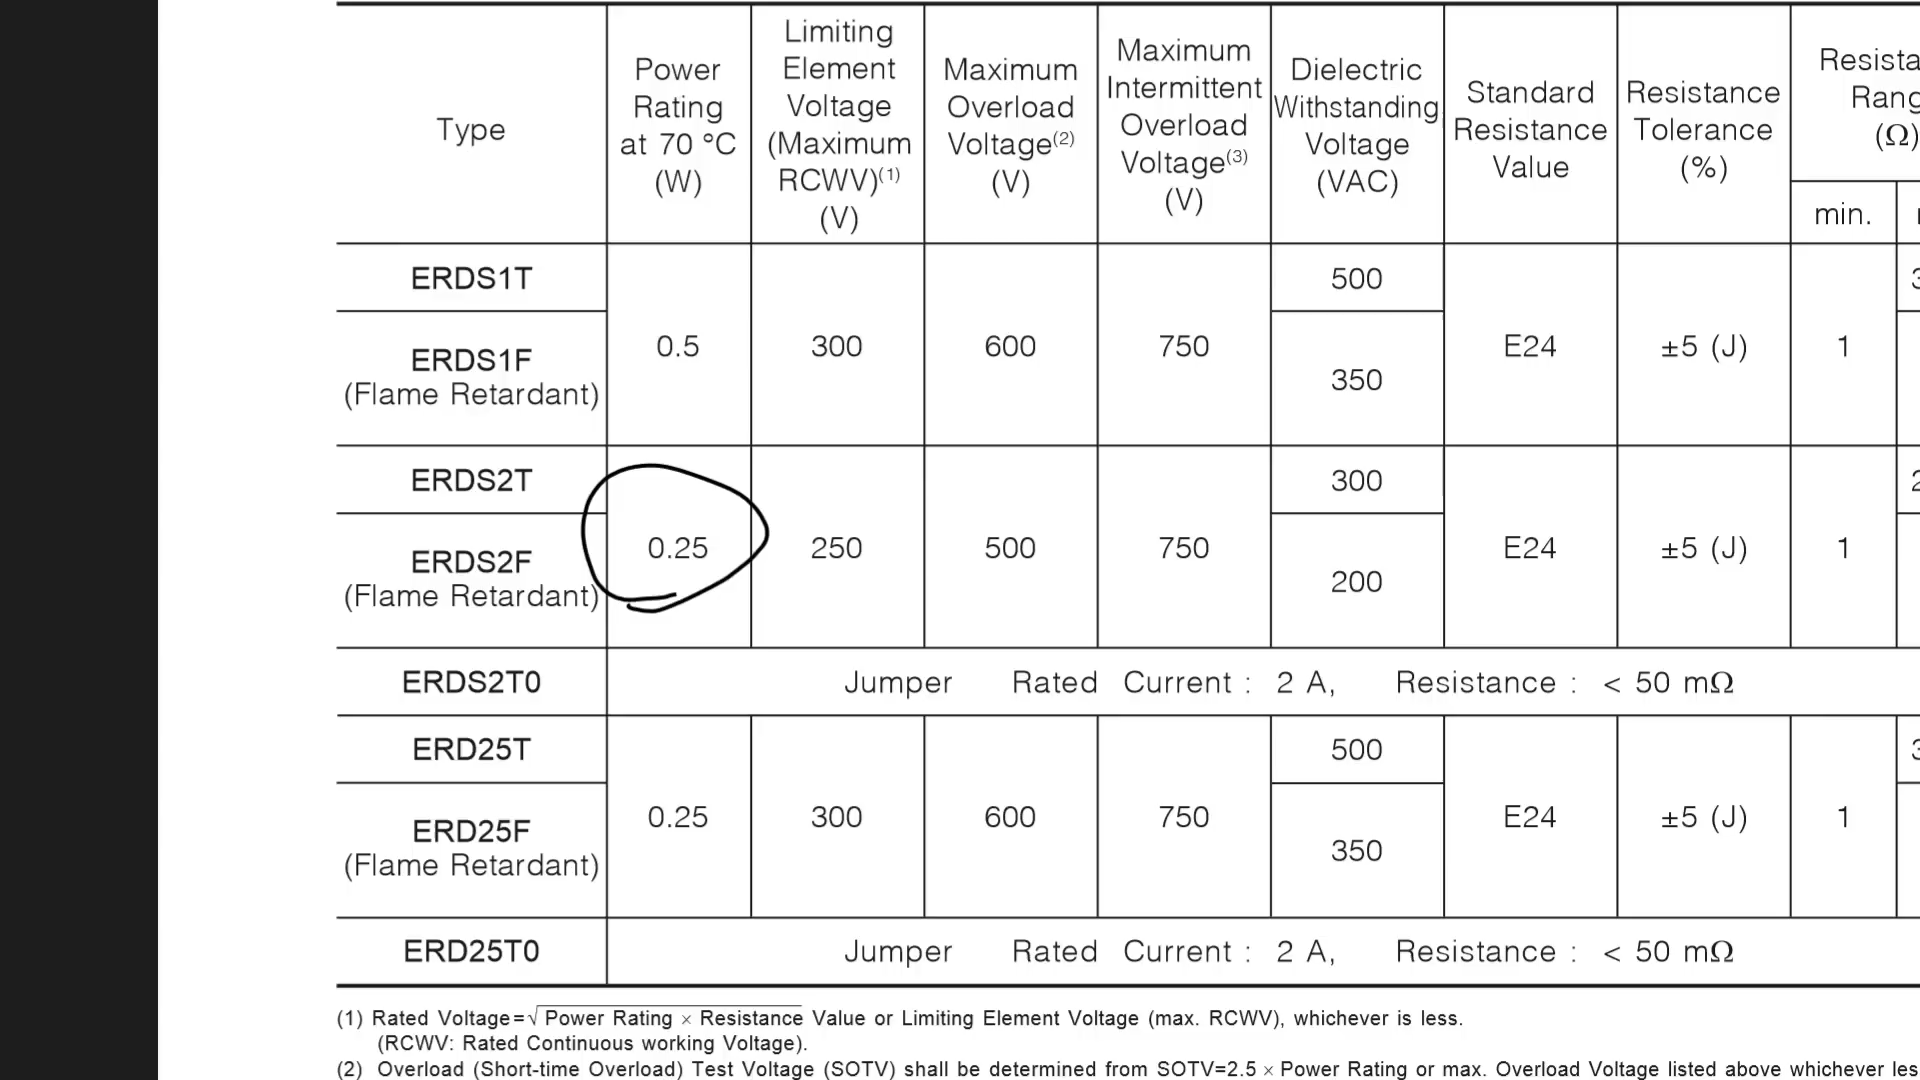 Type
Power
Rating
at 70 °C
(W)
Limiting
Element
Voltage
(Maximum
RCWV)(1)
(V)
Maximum
Overload
Voltage(2)
(V)
Maximum
Intermittent
Overload
Voltage(3)
(V)
Dielectric
Withstanding
Voltage
(VAC)
Standard
Resistance
Value
Resistance
Tolerance
(%)
(Ω)
min.
ERDS1T
ERDS1F
(Flame Retardant)
0.5
300
600
750
500
350
E24
±5 (J)
1
ERDS2T
ERDS2F
(Flame Retardant)
0.25
250
500
750
300
200
E24
±5 (J)
1
ERDS2T0
Jumper Rated Current : 2 A, Resistance : < 50 mΩ
ERD25T
ERD25F
(Flame Retardant)
0.25
300
600
750
500
350
E24
±5 (J)
1
ERD25T0
Jumper Rated Current : 2 A, Resistance : < 50 mΩ
(1) Rated Voltage=√Power Rating × Resistance Value or Limiting Element Voltage (max. RCWV), whichever is less.
(RCWV: Rated Continuous working Voltage).
(2) Overload (Short-time Overload) Test Voltage (SOTV) shall be determined from SOTV=2.5 × Power Rating or max. Overload Voltage listed above whichever